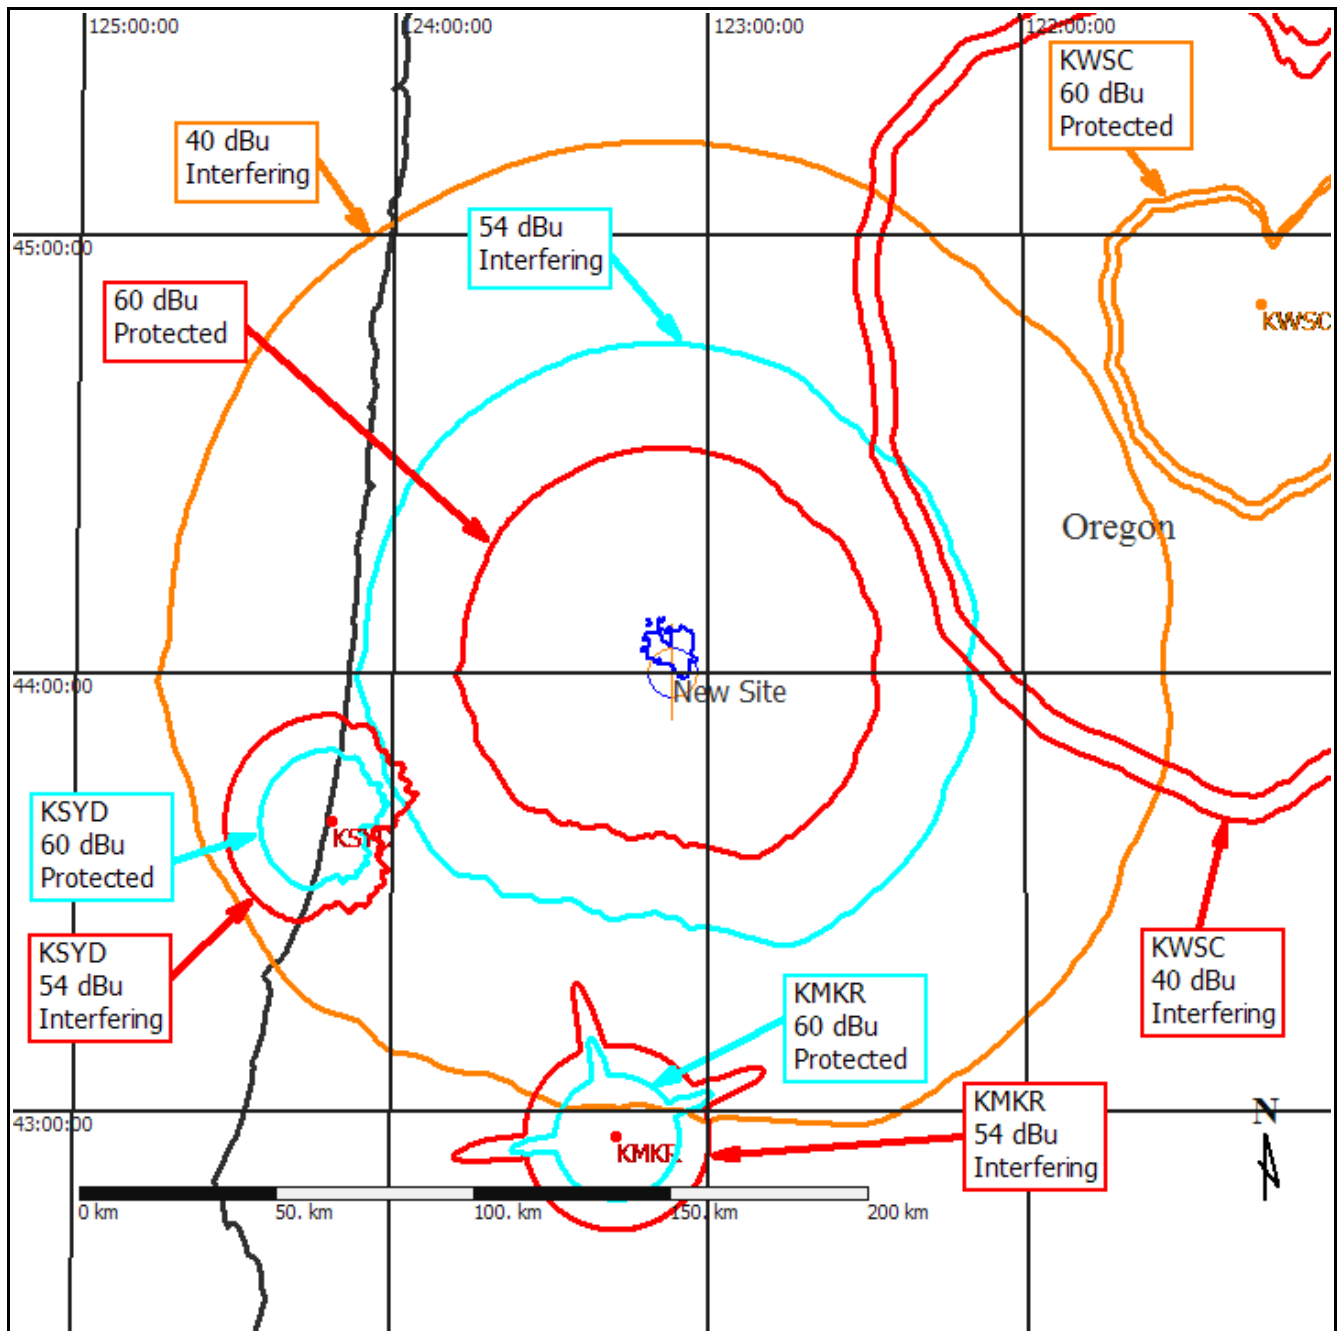 125:00:00
124:00:00
123:00:00
122:00:00
KWSC
60 dBu
Protected
40 dBu
Interfering
54 dBu
Interfering
45:00:00
60 dBu
Protected
KWSC
Oregon
44:00:00
New Site
KSYD
60 dBu
Protected
KSYD
KSYD
54 dBu
Interfering
KWSC
40 dBu
Interfering
KMKR
60 dBu
Protected
KMKR
54 dBu
Interfering
43:00:00
KMKR
N
0 km
50. km
100. km
150. km
200 km